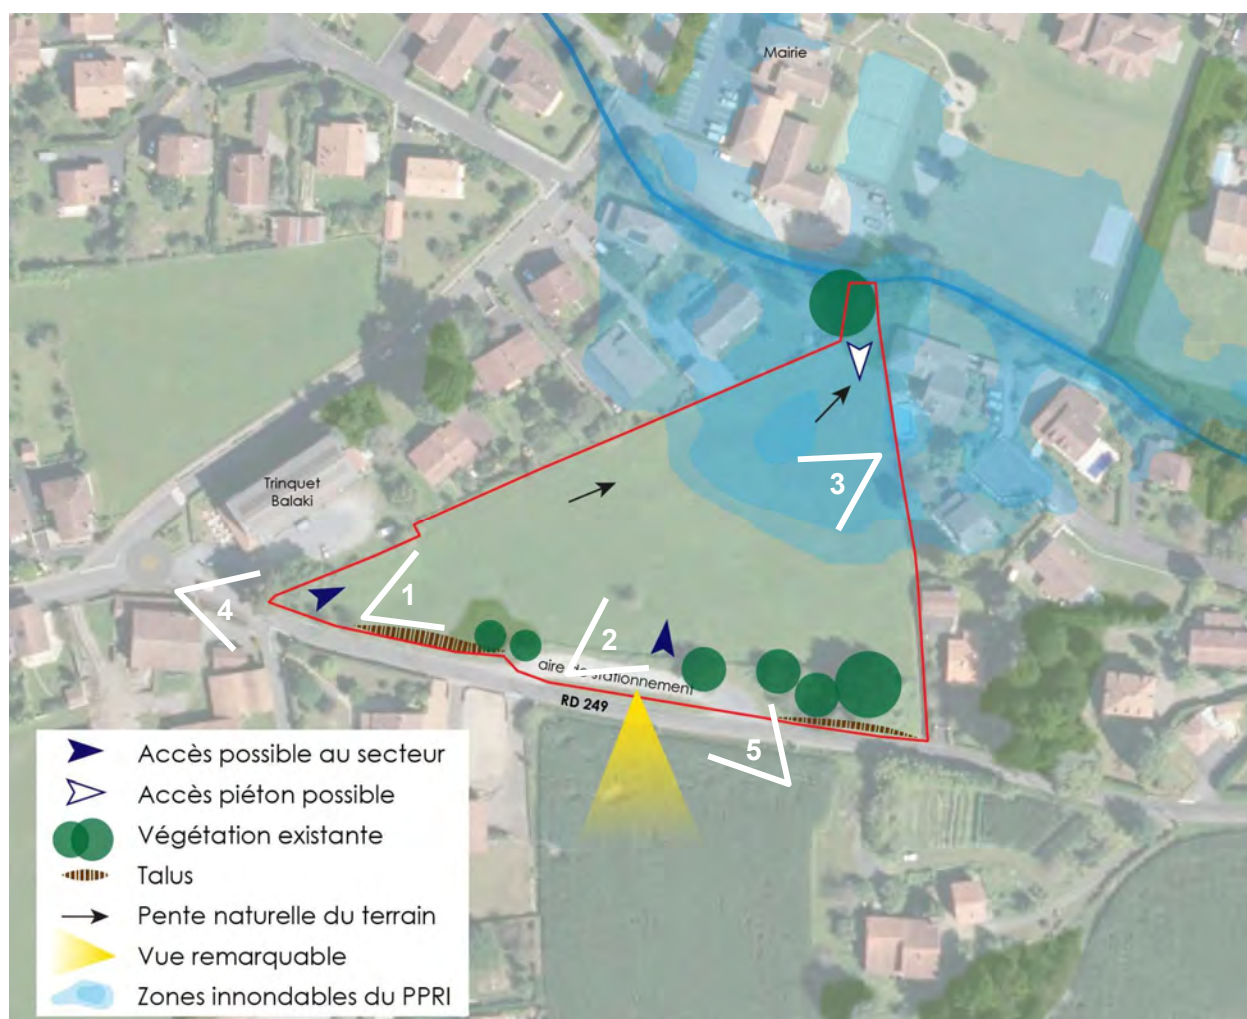 Mairie
Trinquet
Balaki
3
1
4
2
aire de stationnement
RD 249
5
Accès possible au secteur
Accès piéton possible
Végétation existante
Talus
Pente naturelle du terrain
Vue remarquable
Zones innondables du PPRI